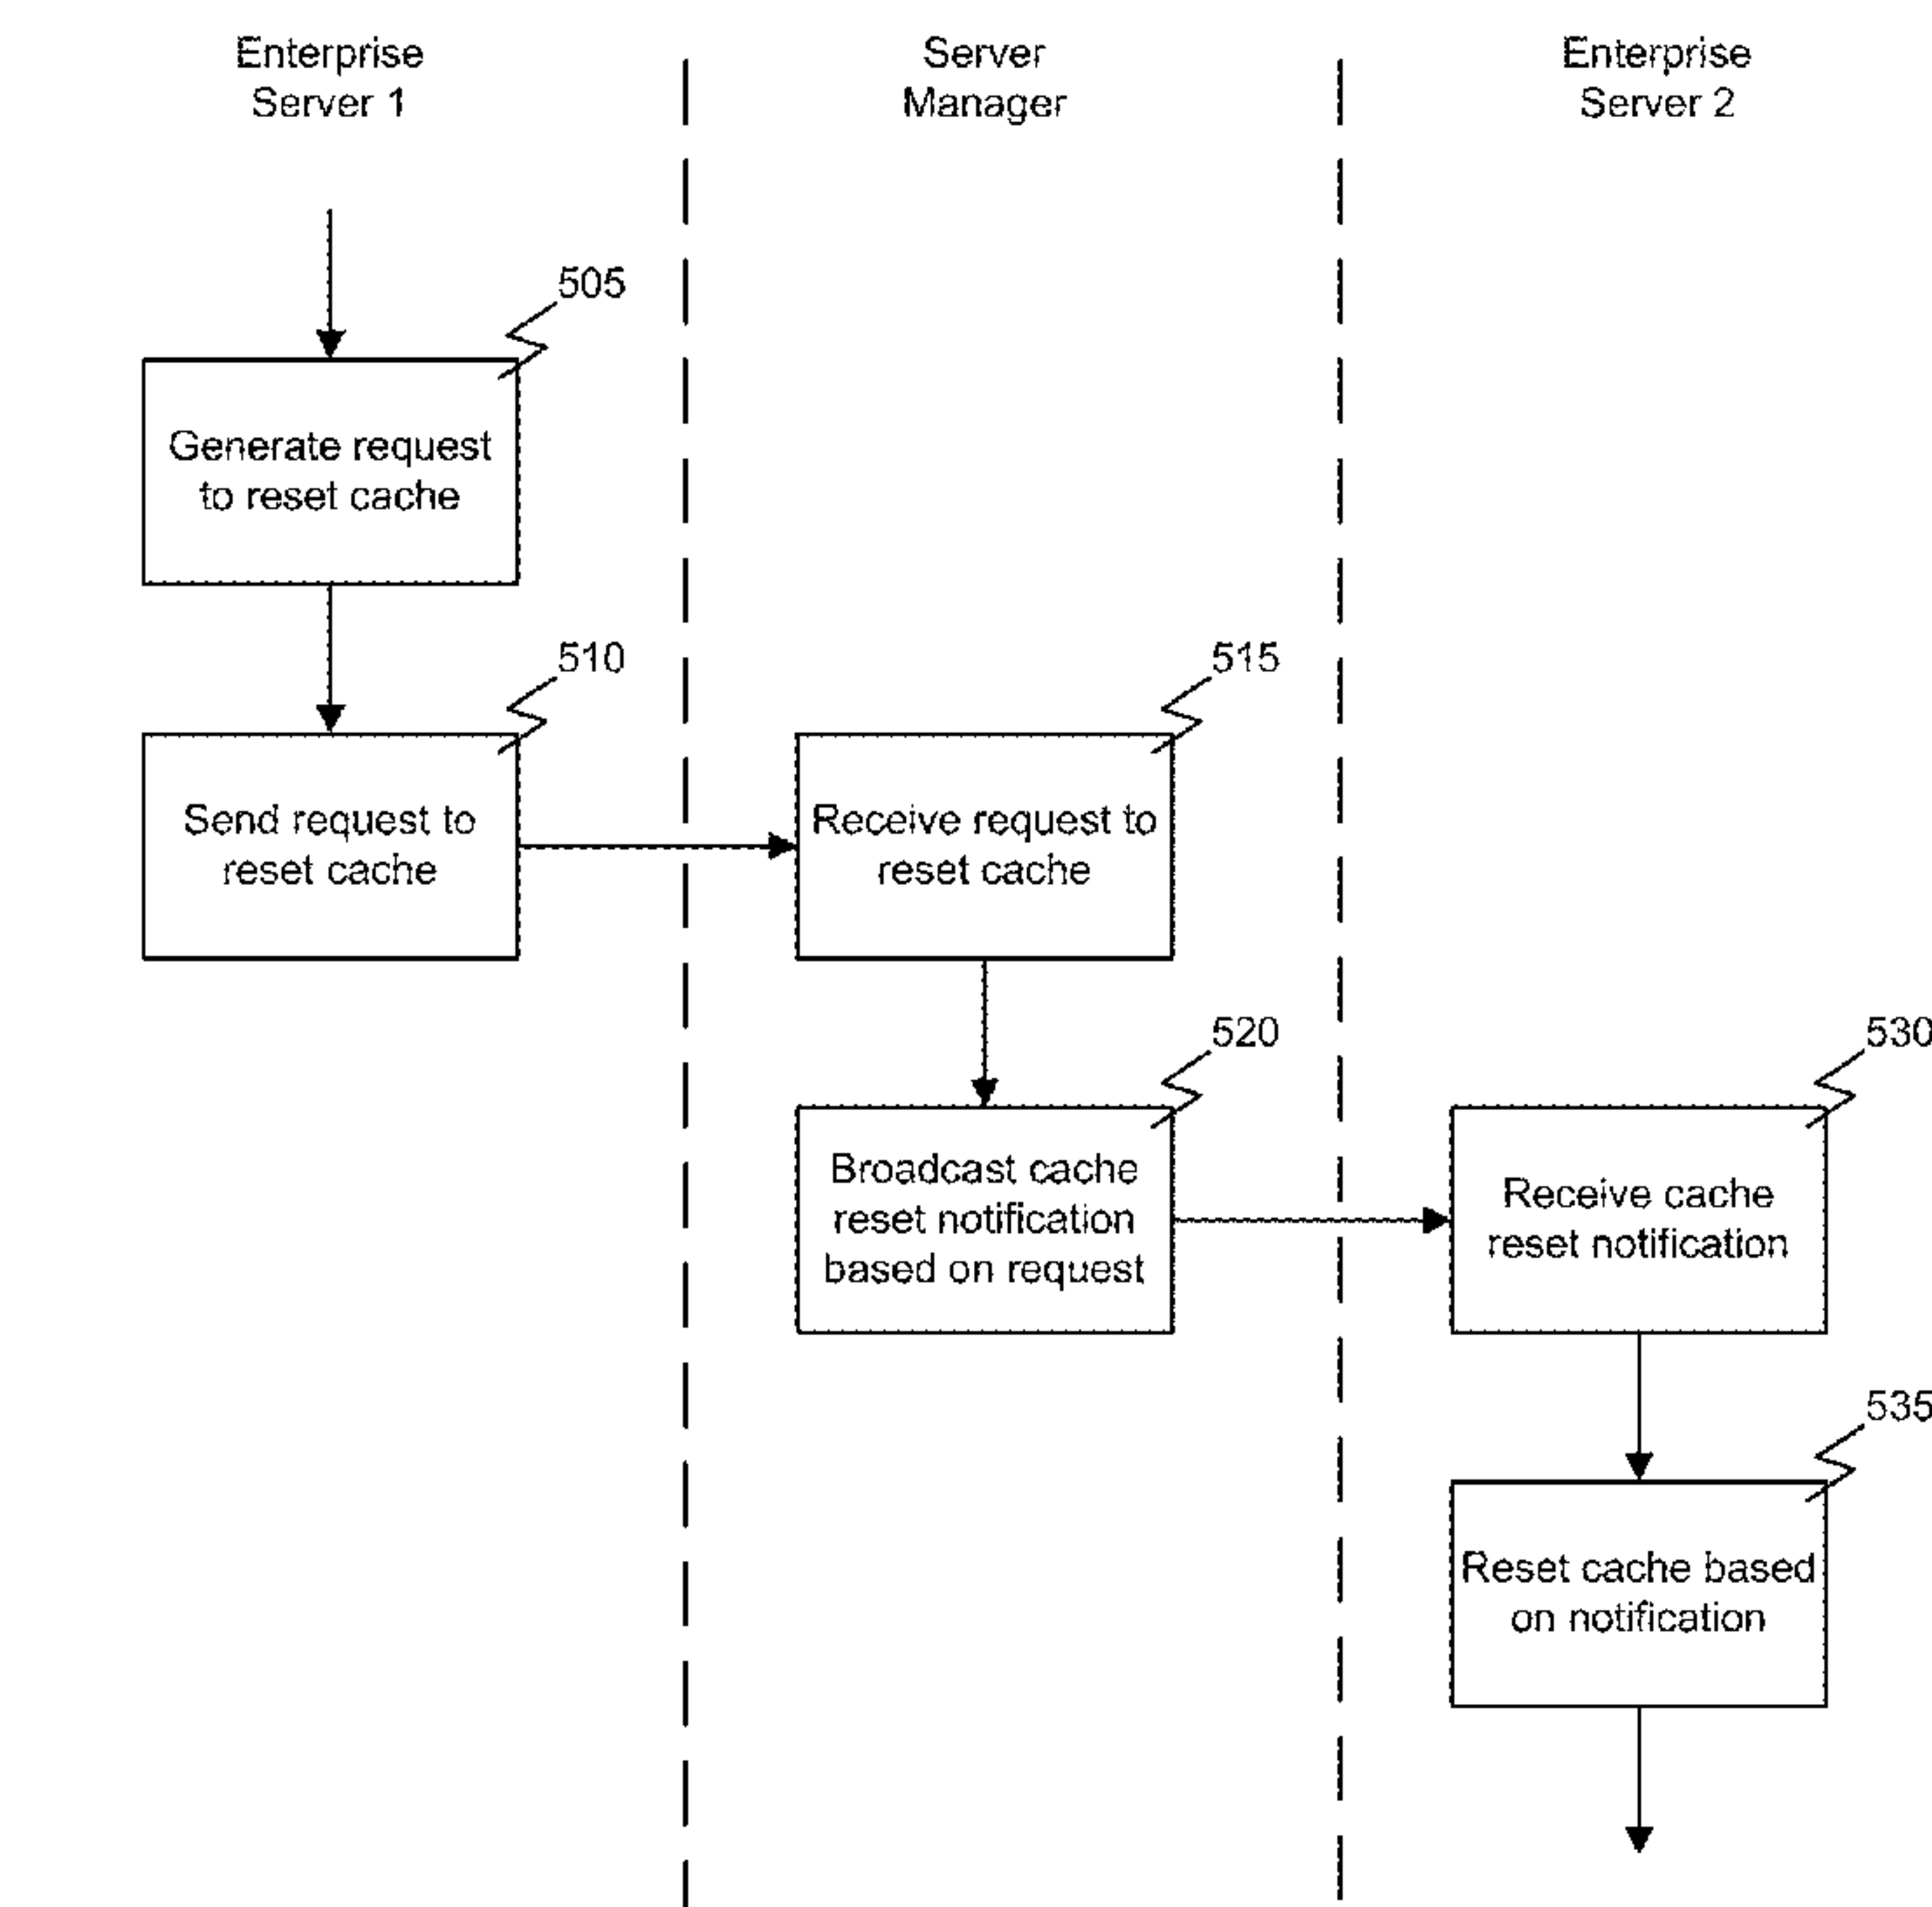 Enterprise
Server 1
Server
Manager
Enterprise
Server 2
505
Generate request
to reset cache
510
Send request to
reset cache
515
Receive request to
reset cache
520
Broadcast cache
reset notification
based on request
530
Receive cache
reset notification
535
Reset cache based
on notification